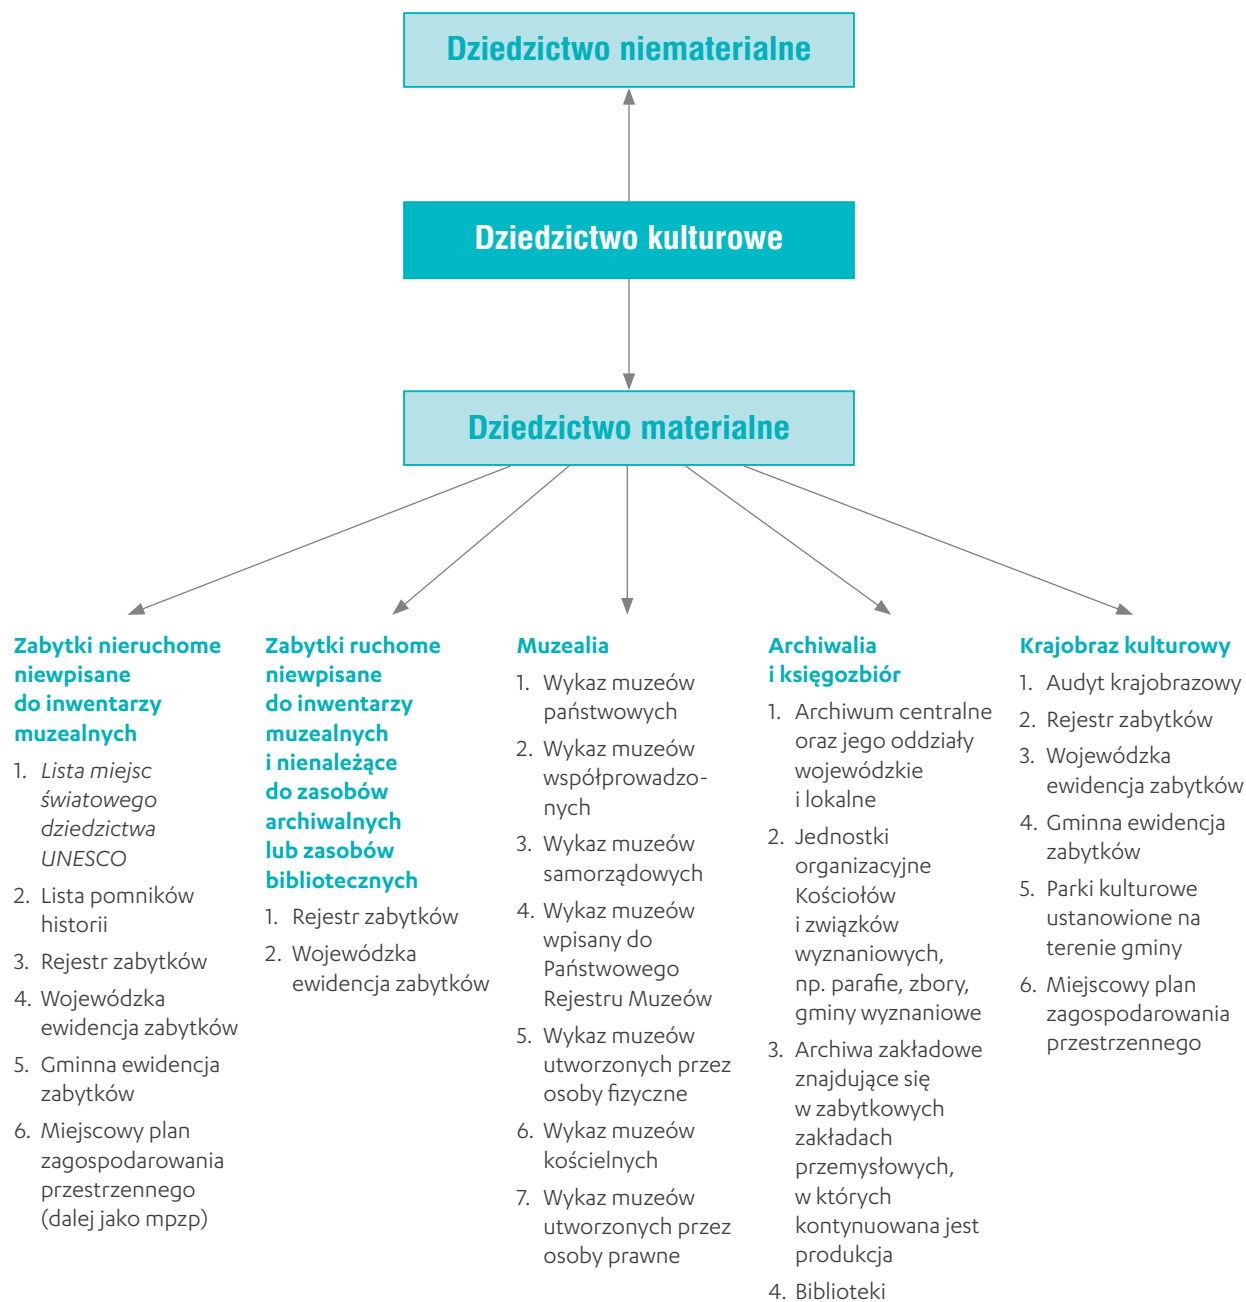 Dziedzictwo niematerialne
Dziedzictwo kulturowe
Dziedzictwo materialne
Zabytki nieruchome
niewpisane
do inwentarzy
muzealnych
1. Lista miejsc
światowego
dziedzictwa
UNESCO
2. Lista pomników
historii
3. Rejestr zabytków
4. Wojewódzka
ewidencja zabytków
5. Gminna ewidencja
zabytków
6. Miejscowy plan
zagospodarowania
przestrzennego
(dalej jako mpzp)
Zabytki ruchome
niewpisane
do inwentarzy
muzealnych
i nienależące
do zasobów
archiwalnych
lub zasobów
bibliotecznych
1. Rejestr zabytków
2. Wojewódzka
ewidencja zabytków
Muzealia
1. Wykaz muzeów
państwowych
2. Wykaz muzeów
współprowadzo-
nych
3. Wykaz muzeów
samorządowych
4. Wykaz muzeów
wpisany do
Państwowego
Rejestru Muzeów
5. Wykaz muzeów
utworzonych przez
osoby fizyczne
6. Wykaz muzeów
kościelnych
7. Wykaz muzeów
utworzonych przez
osoby prawne
Archiwalia
i księgozbiór
1. Archiwum centralne
oraz jego oddziały
wojewódzkie
i lokalne
2. Jednostki
organizacyjne
Kościołów
i związków
wyznaniowych,
np. parafie, zbory,
gminy wyznaniowe
3. Archiwa zakładowe
znajdujące się
w zabytkowych
zakładach
przemysłowych,
w których
kontynuowana jest
produkcja
4. Biblioteki
Krajobraz kulturowy
1. Audyt krajobrazowy
2. Rejestr zabytków
3. Wojewódzka
ewidencja zabytków
4. Gminna ewidencja
zabytków
5. Parki kulturowe
ustanowione na
terenie gminy
6. Miejscowy plan
zagospodarowania
przestrzennego